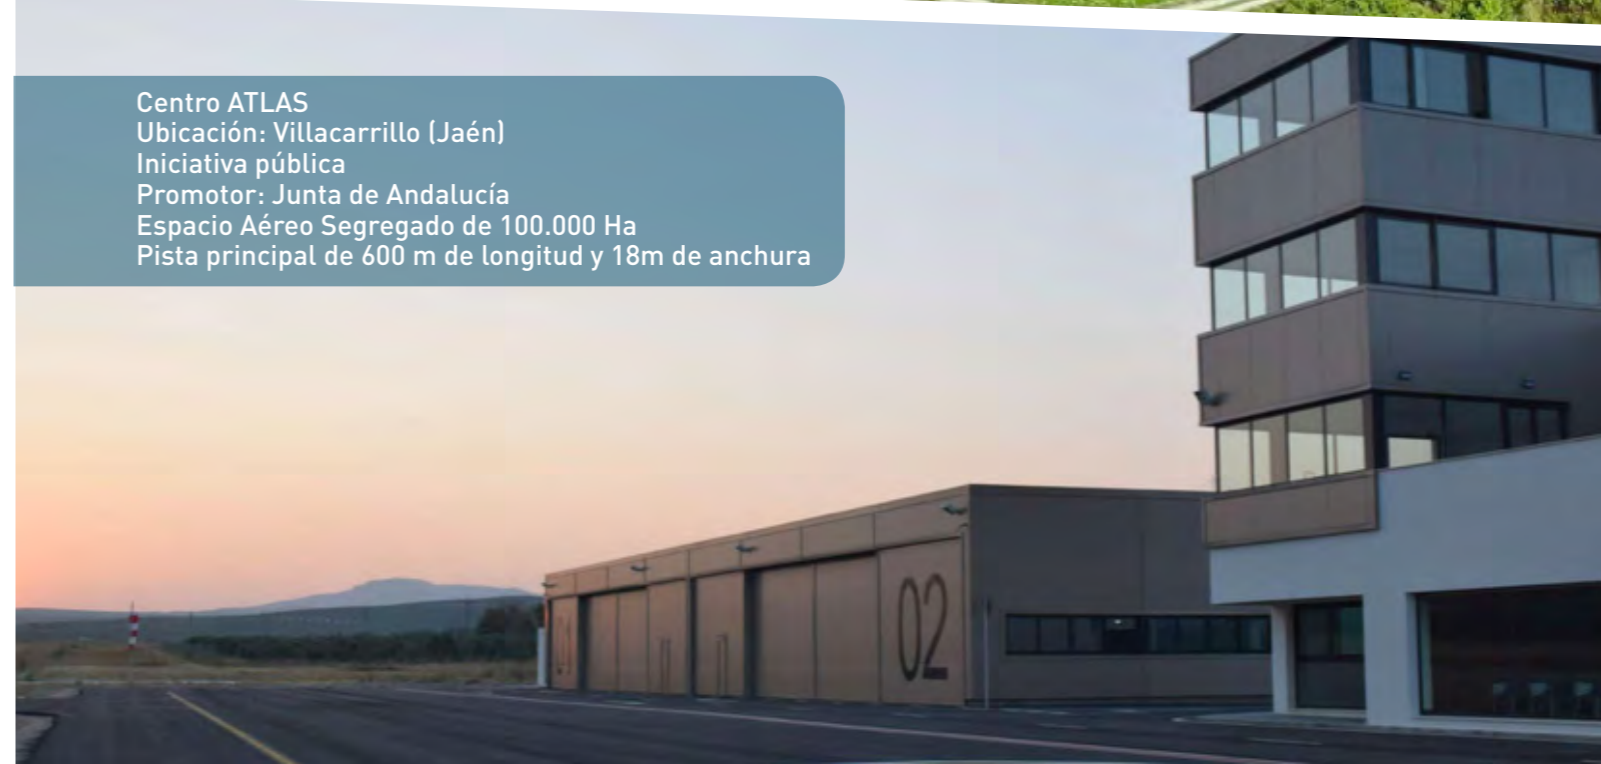 Centro ATLAS
Ubicación: Villacarrillo (Jaén)
Iniciativa pública
Promotor: Junta de Andalucía
Espacio Aéreo Segregado de 100.000 Ha
Pista principal de 600 m de longitud y 18m de anchura
02